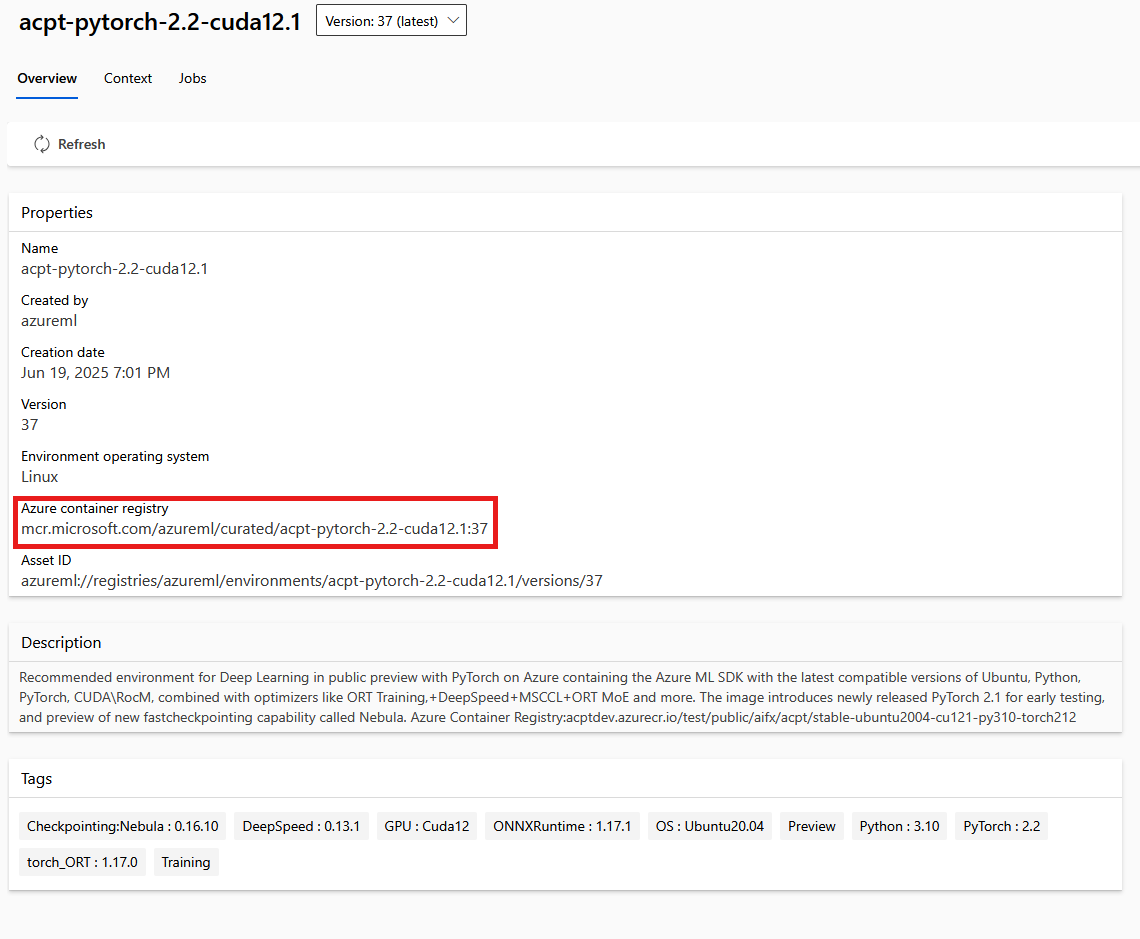 acpt-pytorch-2.2-cuda12.1
Version: 37 (latest)
Overview
Context
Jobs
Refresh
Properties
Name
acpt-pytorch-2.2-cuda12.1
Created by
azureml
Creation date
Jun 19, 2025 7:01 PM
Version
37
Environment operating system
Linux
Azure container registry
mcr.microsoft.com/azureml/curated/acpt-pytorch-2.2-cuda12.1:37
Asset ID
azureml://registries/azureml/environments/acpt-pytorch-2.2-cuda12.1/versions/37
Description
Recommended environment for Deep Learning in public preview with PyTorch on Azure containing the Azure ML SDK with the latest compatible versions of Ubuntu, Python,
PyTorch, CUDA\RocM, combined with optimizers like ORT Training,+DeepSpeed+MSCCL+ORT MoE and more. The image introduces newly released PyTorch 2.1 for early testing,
and preview of new fastcheckpointing capability called Nebula. Azure Container Registry:acptdev.azurecr.io/test/public/aifx/acpt/stable-ubuntu2004-cu121-py310-torch212
Tags
Checkpointing:Nebula : 0.16.10
DeepSpeed : 0.13.1
GPU : Cuda12
ONNXRuntime : 1.17.1
OS : Ubuntu20.04
Preview
Python : 3.10
PyTorch : 2.2
torch_ORT : 1.17.0
Training